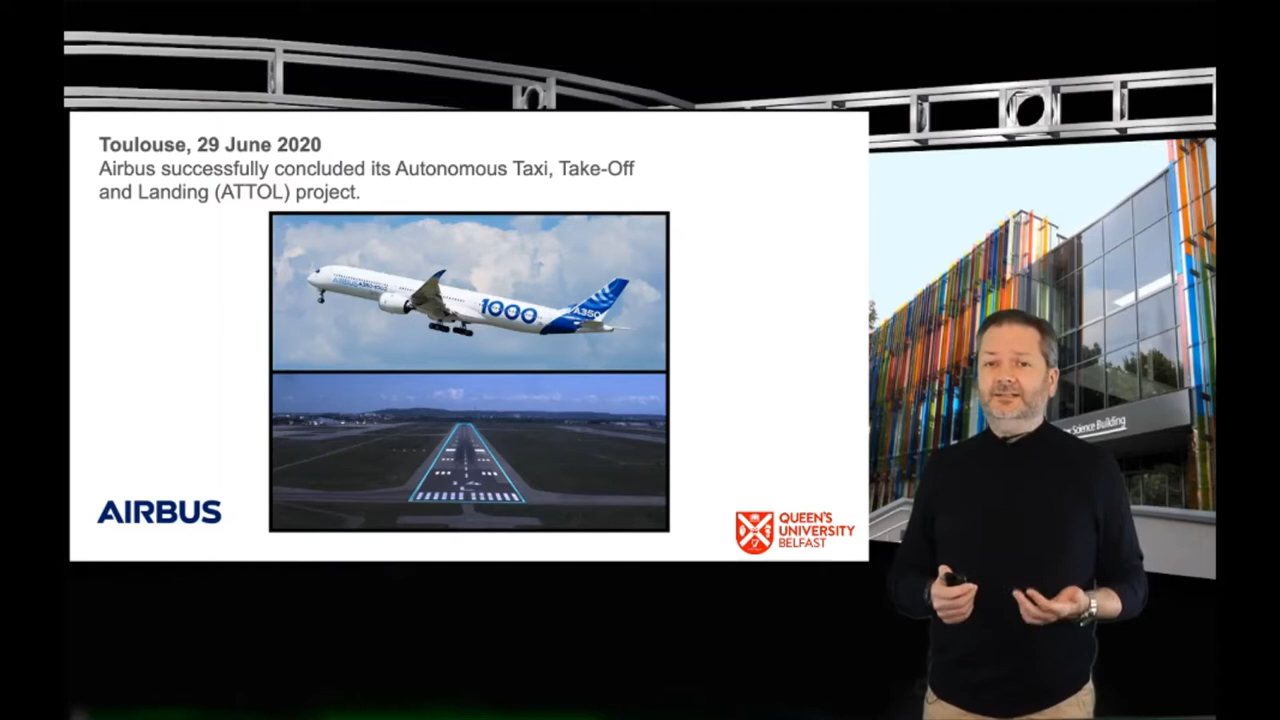 Toulouse, 29 June 2020
Airbus successfully concluded its Autonomous Taxi, Take-Off
and Landing (ATTOL) project.
1000
A350
AIRBUS
QUEEN'S
UNIVERSITY
BELFAST
Science Building